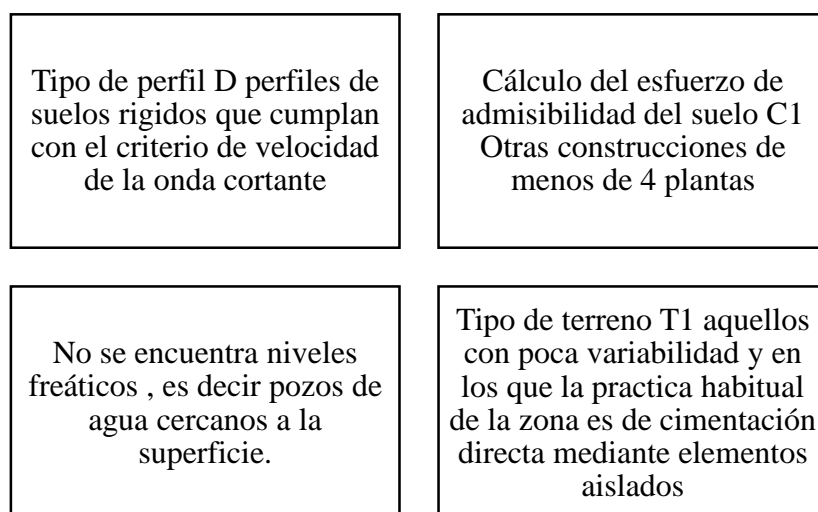 Tipo de perfil D perfiles de
suelos rigidos que cumplan
con el criterio de velocidad
de la onda cortante
Cálculo del esfuerzo de
admisibilidad del suelo C1
Otras construcciones de
menos de 4 plantas
No se encuentra niveles
freáticos , es decir pozos de
agua cercanos a la
superficie.
Tipo de terreno T1 aquellos
con poca variabilidad y en
los que la practica habitual
de la zona es de cimentación
directa mediante elementos
aislados